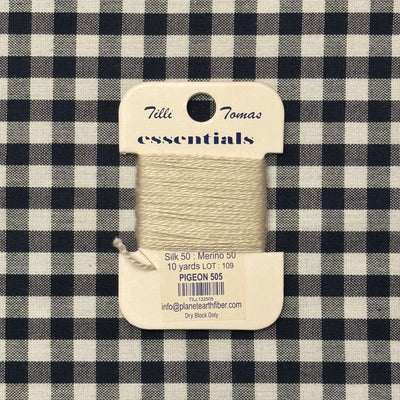 Tilli Tomas
essentials
Silk 50 : Merino 50
10 yards LOT : 109
PIGEON 505
TILL122505
info@planetearthfiber.com
Dry Block Only